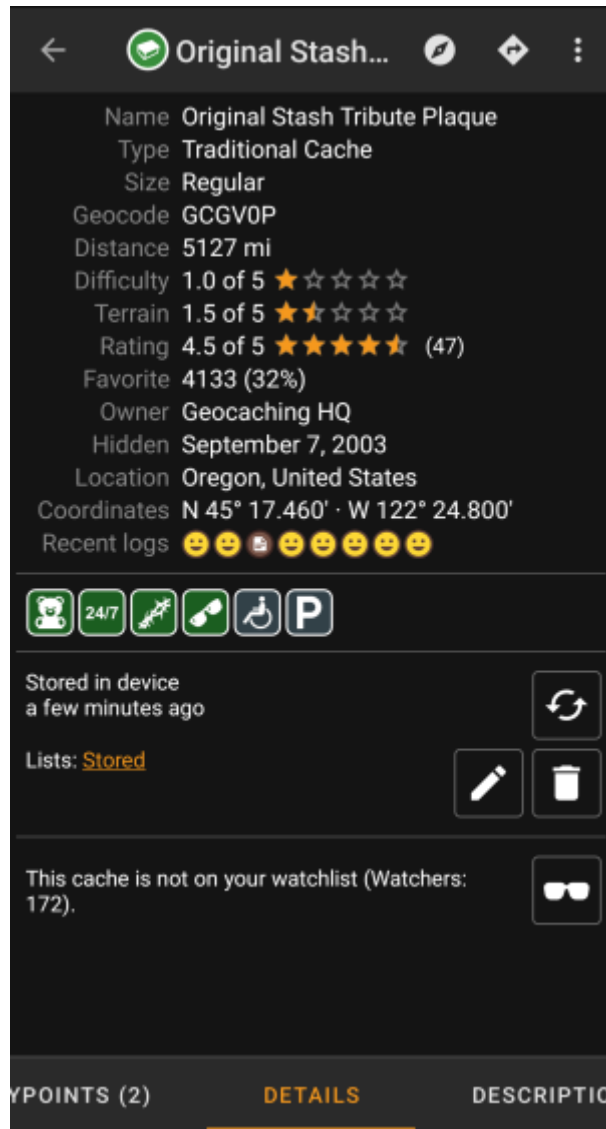 Original Stash...
Name Original Stash Tribute Plaque
Type Traditional Cache
Size Regular
Geocode GCGV0P
Distance 5127 mi
Difficulty 1.0 of 5
Terrain 1.5 of 5
Rating 4.5 of 5 (47)
Favorite 4133 (32%)
Owner Geocaching HQ
Hidden September 7, 2003
Location Oregon, United States
Coordinates N 45° 17.460' · W 122° 24.800'
Recent logs
24/7 P
Stored in device
a few minutes ago
Lists: Stored
This cache is not on your watchlist (Watchers:
172).
YPOINTS (2) DETAILS DESCRIPTIO